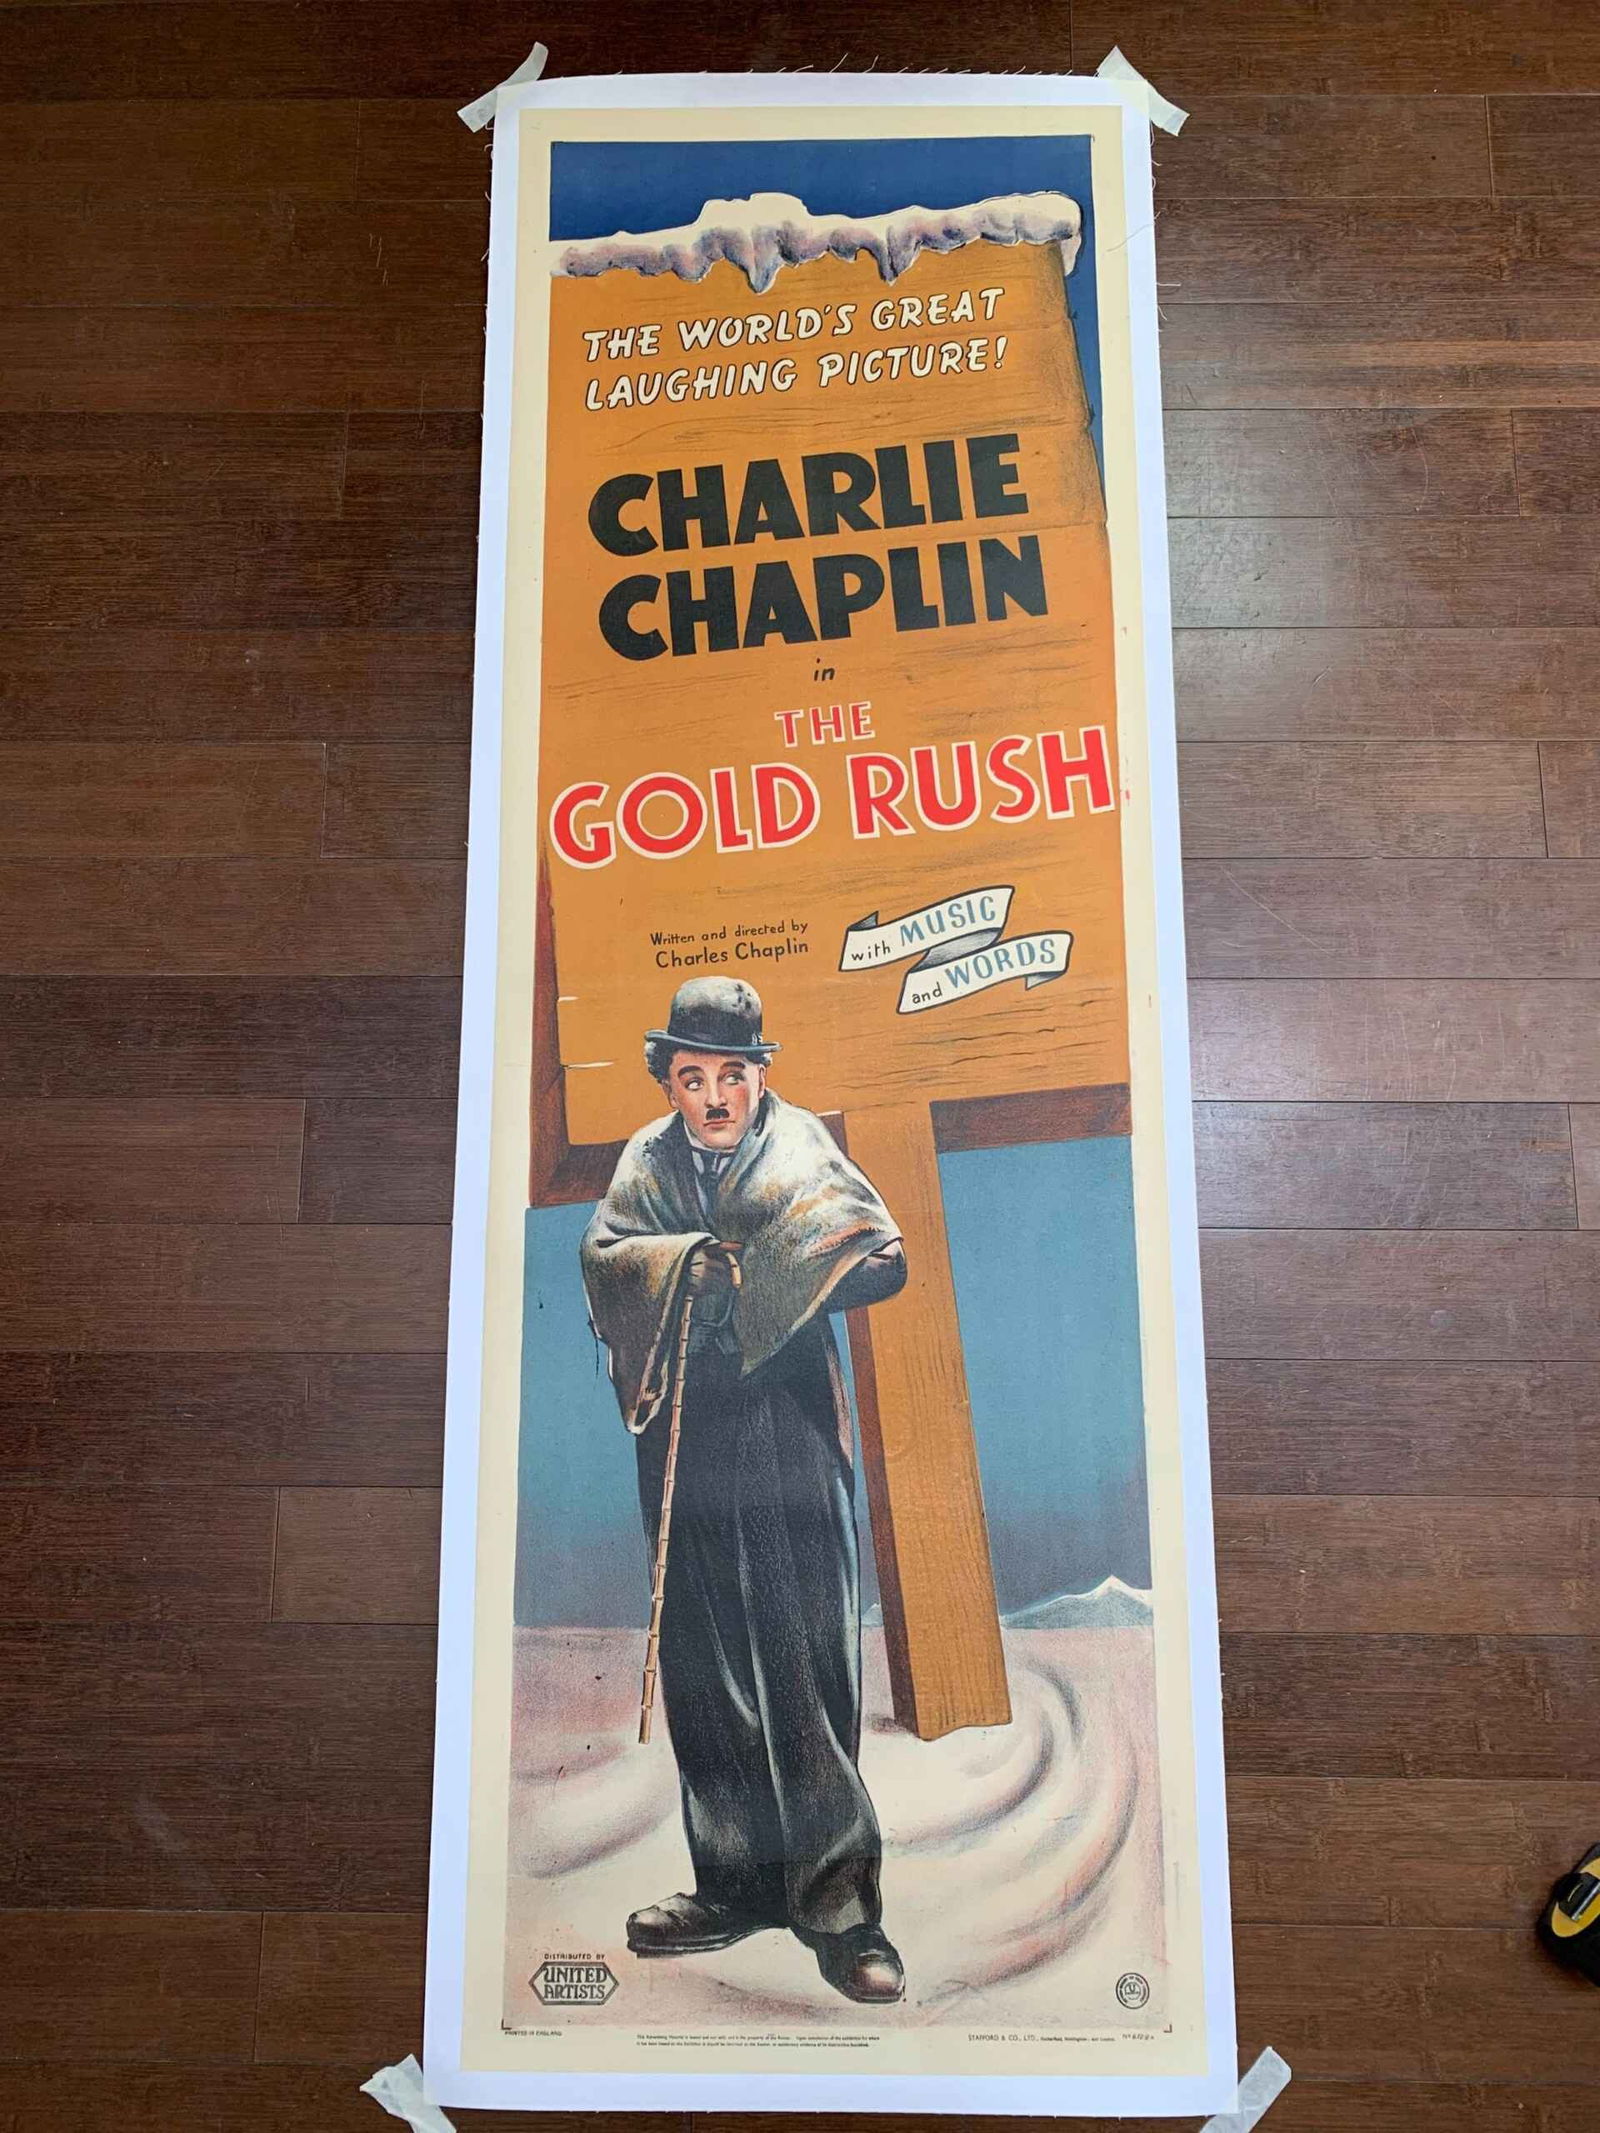 THE WORLD'S GREAT
LAUGHING PICTURE!
CHARLIE
CHAPLIN
in
THE
GOLD RUSH
Written and directed by
Charles Chaplin
with MUSIC
and WORDS
DISTRIBUTED BY
UNITED
ARTISTS
PRINTED IN ENGLAND
STAFFORD & CO., LTD.,